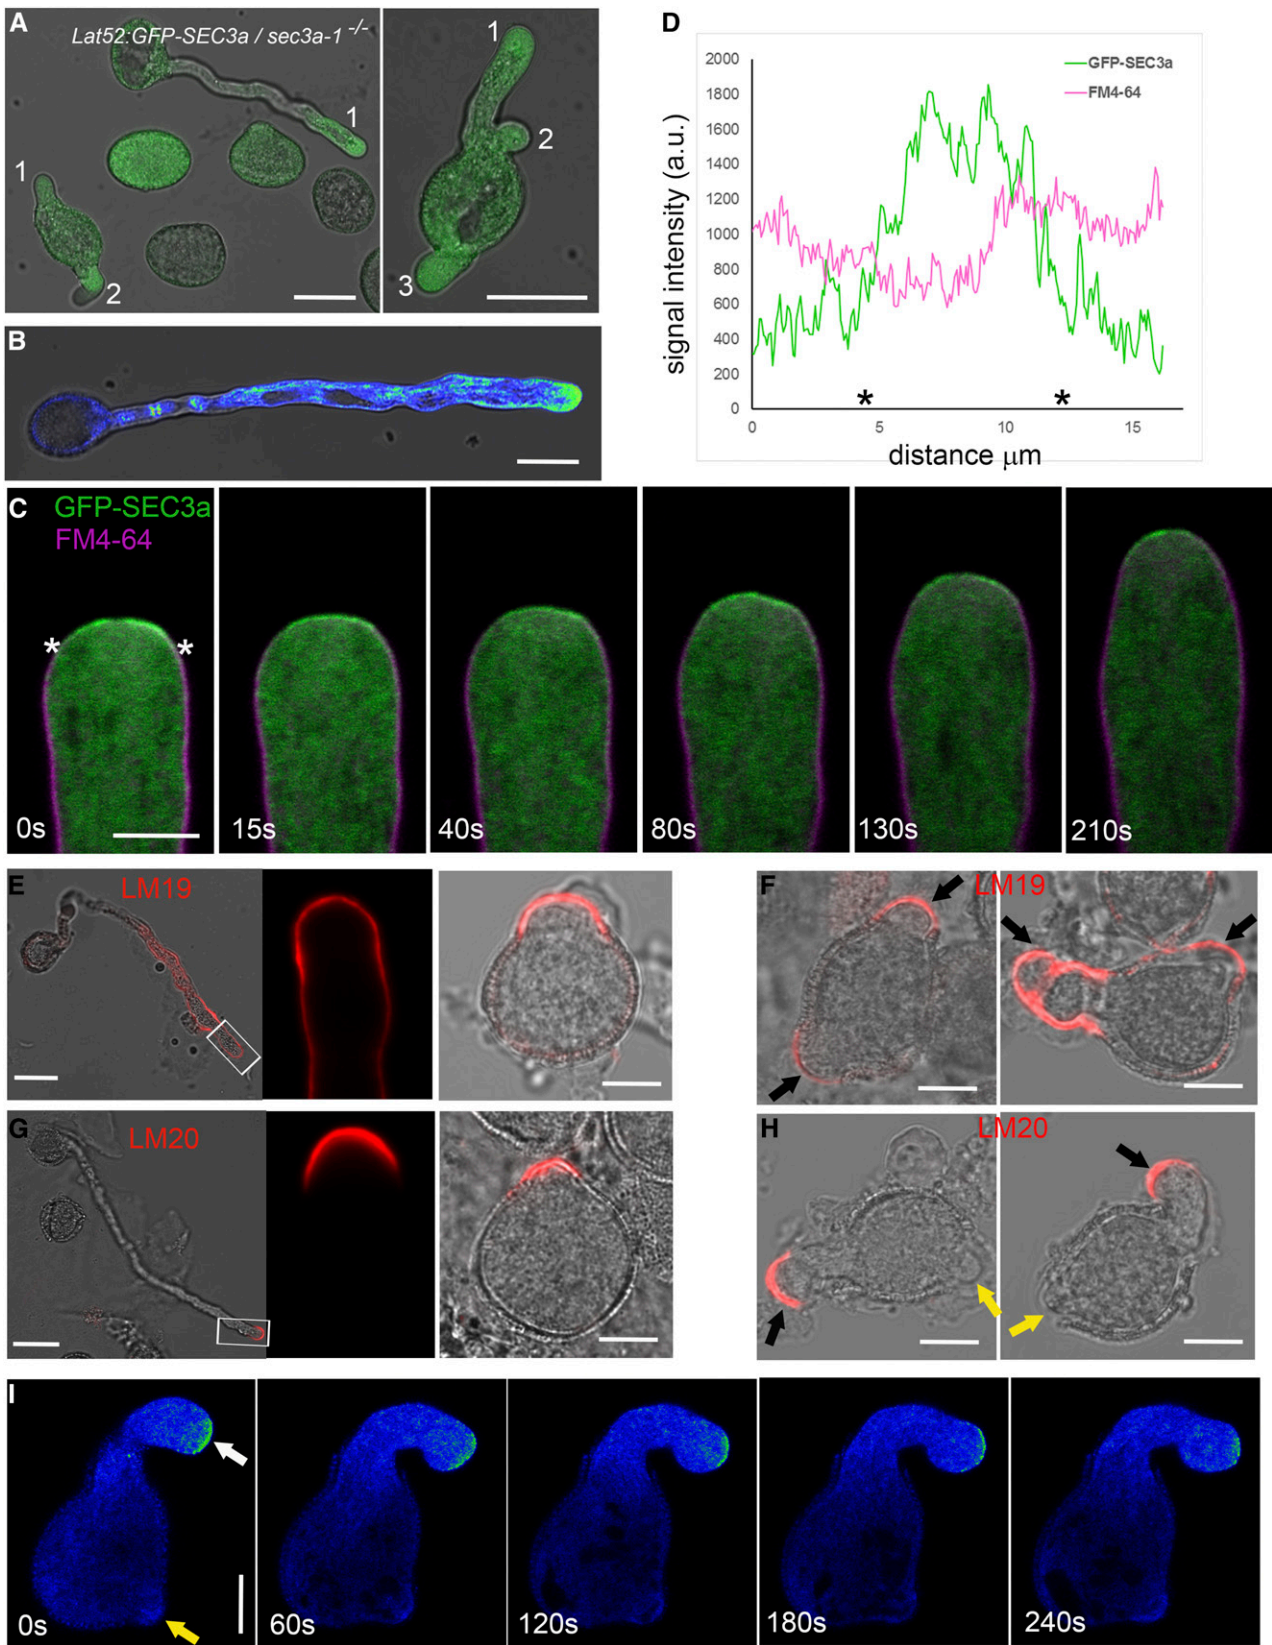 A
Lat52:GFP-SEC3a / sec3a-1 -/-
1
1
2
1
2
3
B
D
2000
1800
1600
1400
1200
1000
800
600
400
200
0
signal intensity (a.u.)
GFP-SEC3a
FM4-64
* *
0 5 10 15
distance µm
C
GFP-SEC3a
FM4-64
* *
0s 15s 40s 80s 130s 210s
E LM19
F LM19
G LM20
H LM20
I
0s 60s 120s 180s 240s